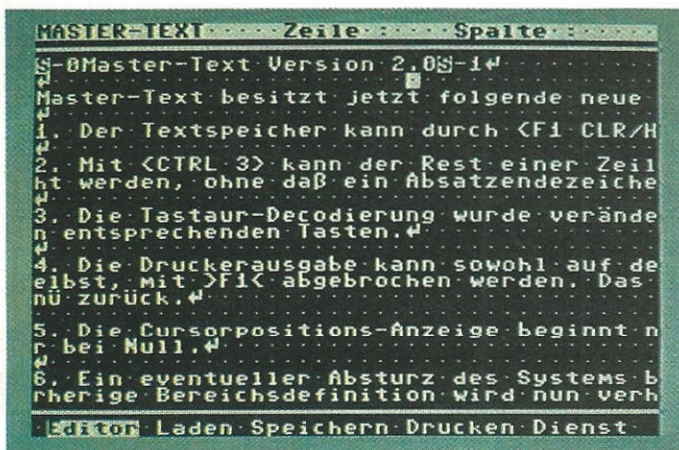 MASTER-TEXT Zeile : Spalte :
S-0Master-Text Version 2.0S-1
Master-Text besitzt jetzt folgende neue
1. Der Textspeicher kann durch <F1 CLR/H
2. Mit <CTRL 3> kann der Rest einer Zeil
ht werden, ohne daß ein Absatzendezeiche
3. Die Tastaur-Decodierung wurde verände
n entsprechenden Tasten.
4. Die Druckerausgabe kann sowohl auf de
elbst, mit >F1< abgebrochen werden. Das
nü zurück.
5. Die Cursorpositions-Anzeige beginnt n
r bei Null.
6. Ein eventueller Absturz des Systems b
rherige Bereichsdefinition wird nun verh
Editor Laden Speichern Drucken Dienst